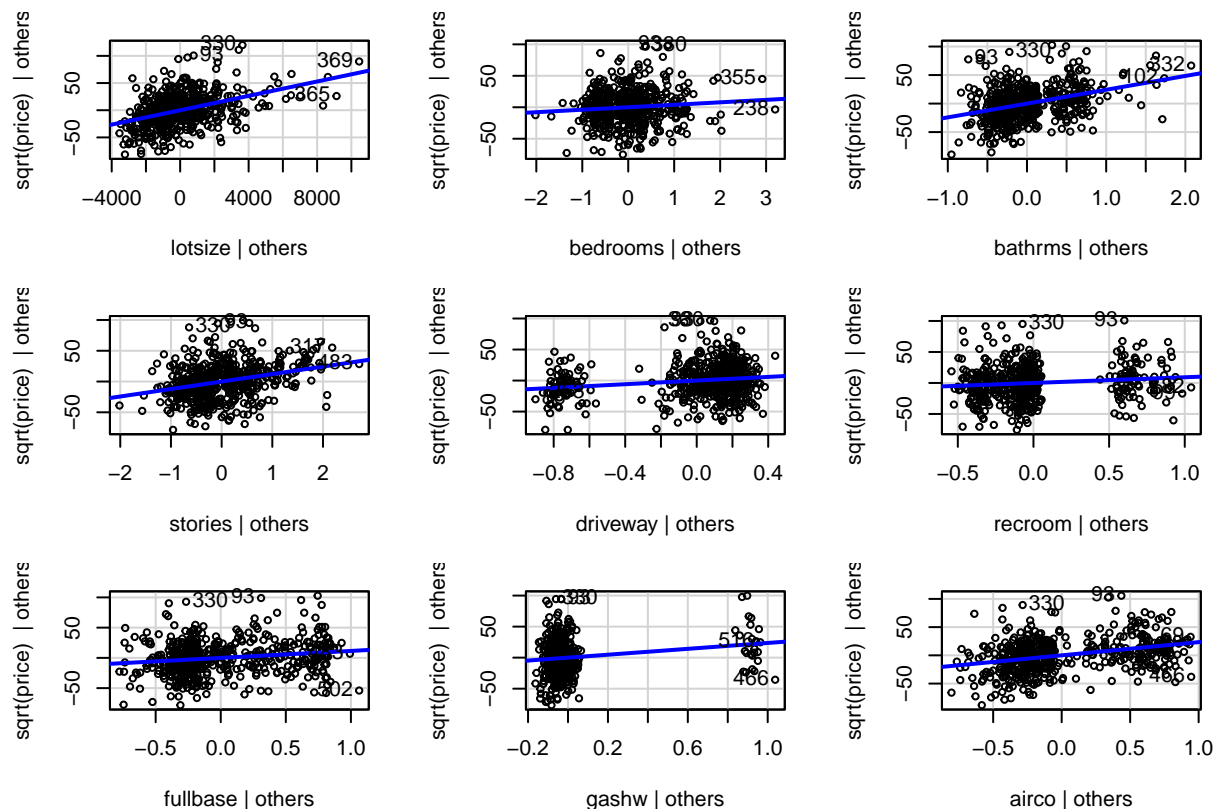 sqrt(price) | others
50
−50
330
93
369
365
−4000 0 4000 8000
lotsize | others
sqrt(price) | others
50
−50
355
238
−2 −1 0 1 2 3
bedrooms | others
sqrt(price) | others
50
−50
93
330
332
102
−1.0 0.0 1.0 2.0
bathrms | others
sqrt(price) | others
50
−50
330
93
317
483
−2 −1 0 1 2
stories | others
sqrt(price) | others
50
−50
−0.8 −0.4 0.0 0.4
driveway | others
sqrt(price) | others
50
−50
330
93
−0.5 0.0 0.5 1.0
recroom | others
sqrt(price) | others
50
−50
330
93
−0.5 0.0 0.5 1.0
fullbase | others
sqrt(price) | others
50
−50
466
−0.2 0.2 0.6 1.0
gashw | others
sqrt(price) | others
50
−50
330
93
−0.5 0.0 0.5 1.0
airco | others